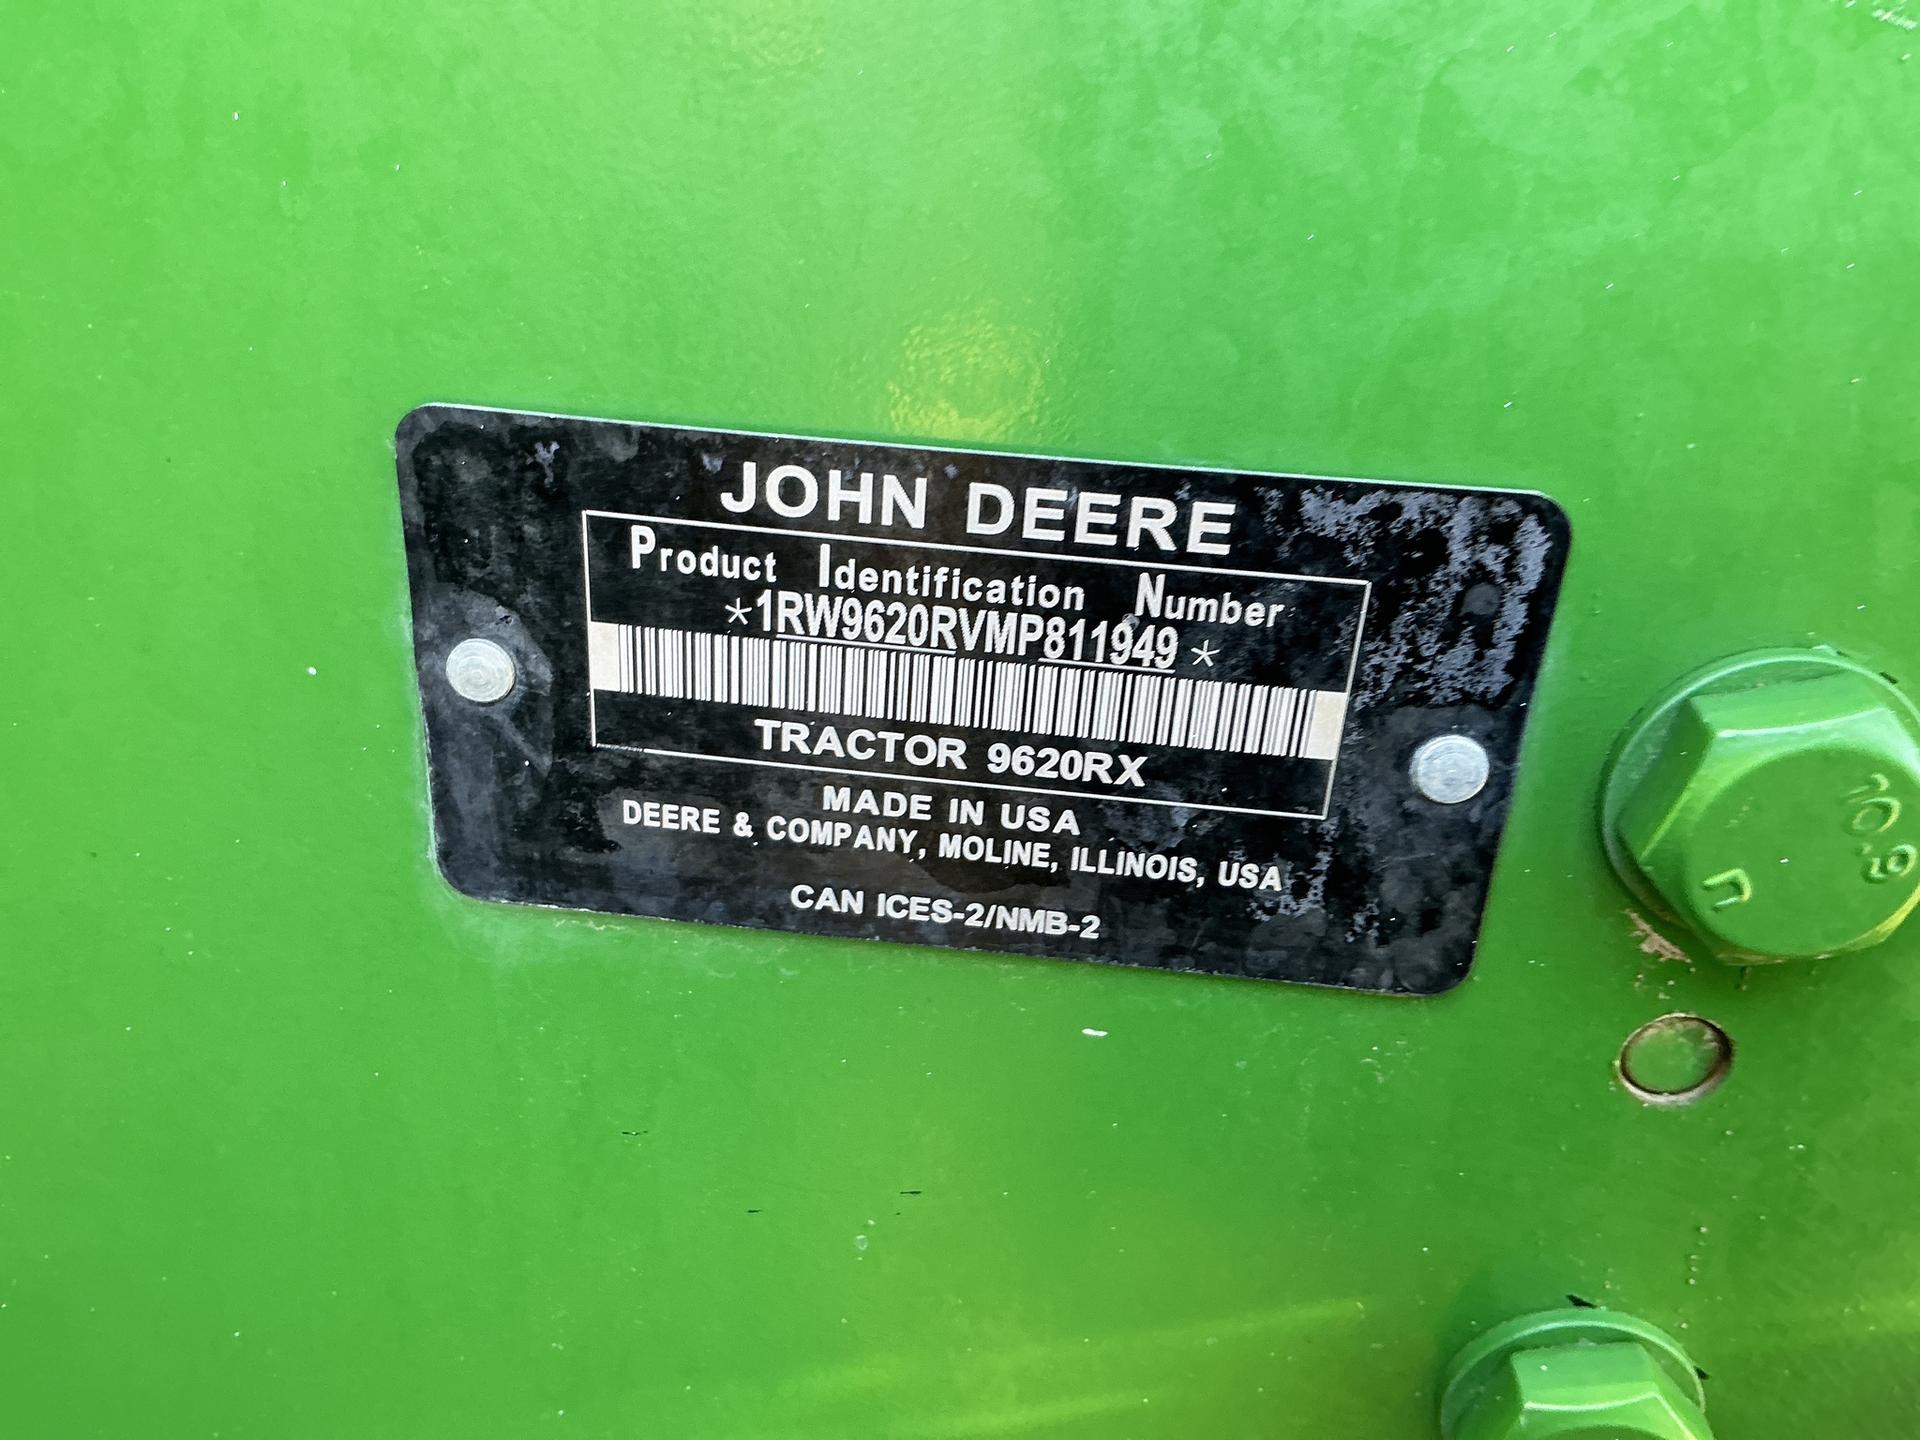 JOHN DEERE
Product Identification Number
*1RW9620RVMP811949*
TRACTOR 9620RX
MADE IN USA
DEERE & COMPANY, MOLINE, ILLINOIS, USA
CAN ICES-2/NMB-2
10.9
n